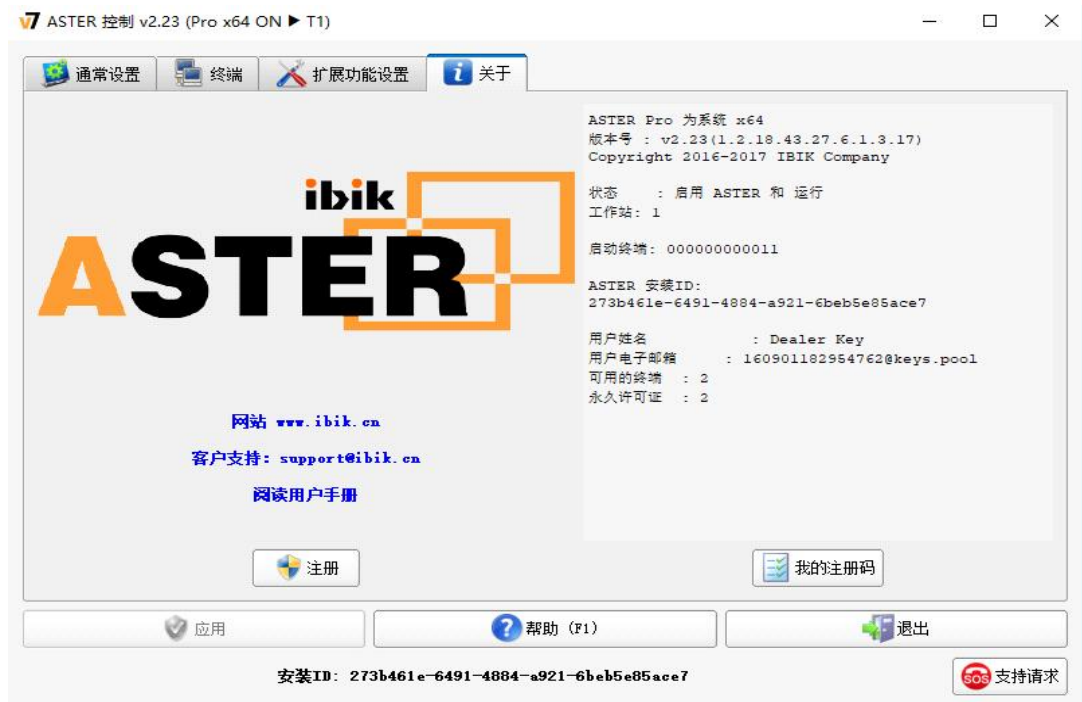 ASTER 控制 v2.23 (Pro x64 ON ▶ T1)
通常设置
终端
扩展功能设置
关于
ibik
ASTER
网站 www.ibik.cn
客户支持: support@ibik.cn
阅读用户手册
ASTER Pro 为系统 x64
版本号 : v2.23(1.2.18.43.27.6.1.3.17)
Copyright 2016-2017 IBIK Company
状态 : 启用 ASTER 和 运行
工作站: 1
启动终端: 000000000011
ASTER 安装ID:
273b461e-6491-4884-a921-6beb5e85ace7
用户姓名 : Dealer Key
用户电子邮箱 : 160901182954762@keys.pool
可用的终端 : 2
永久许可证 : 2
注册
我的注册码
应用
帮助 (F1)
退出
安装ID: 273b461e-6491-4884-a921-6beb5e85ace7
SOS 支持请求